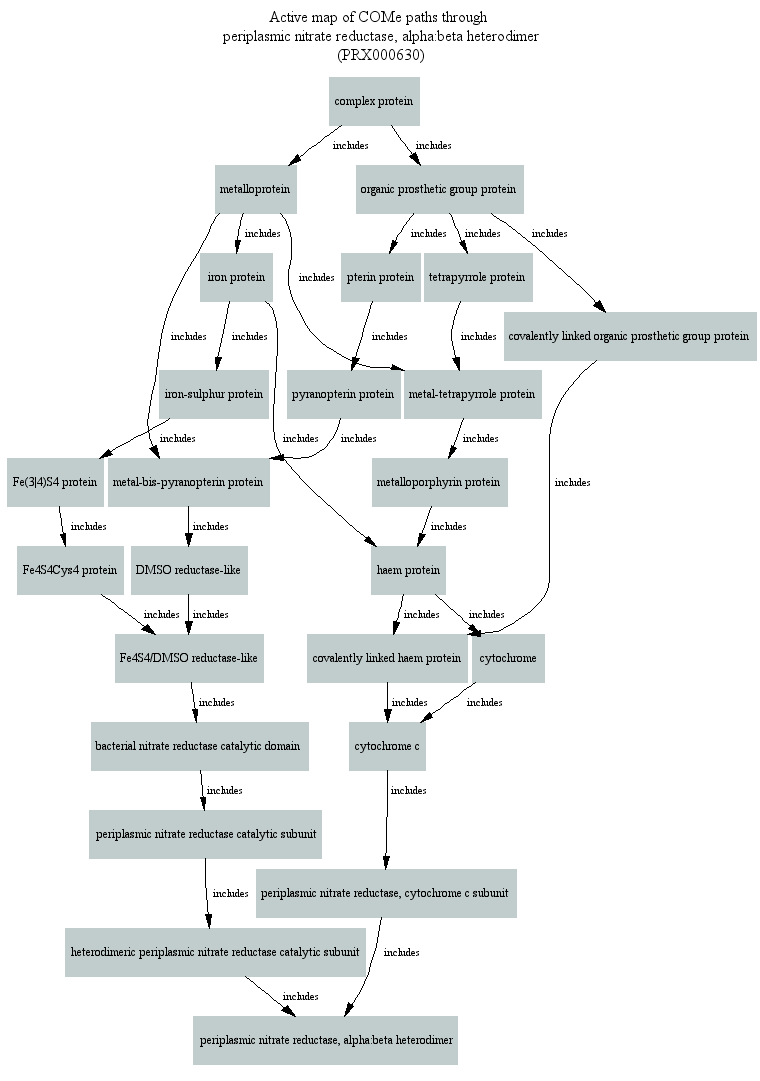 Active map of COMe paths through
periplasmic nitrate reductase, alpha:beta heterodimer
(PRX000630)
complex protein
includes
includes
metalloprotein
organic prosthetic group protein
includes
includes
includes
includes
iron protein
includes
pterin protein
tetrapyrrole protein
includes
includes
includes
includes
covalently linked organic prosthetic group protein
iron-sulphur protein
pyranopterin protein
metal-tetrapyrrole protein
includes
includes
includes
includes
Fe(3|4)S4 protein
metal-bis-pyranopterin protein
metalloporphyrin protein
includes
includes
includes
includes
Fe4S4Cys4 protein
DMSO reductase-like
haem protein
includes
includes
includes
includes
Fe4S4/DMSO reductase-like
covalently linked haem protein
cytochrome
includes
includes
includes
bacterial nitrate reductase catalytic domain
cytochrome c
includes
includes
periplasmic nitrate reductase catalytic subunit
includes
periplasmic nitrate reductase, cytochrome c subunit
heterodimeric periplasmic nitrate reductase catalytic subunit
includes
includes
periplasmic nitrate reductase, alpha:beta heterodimer